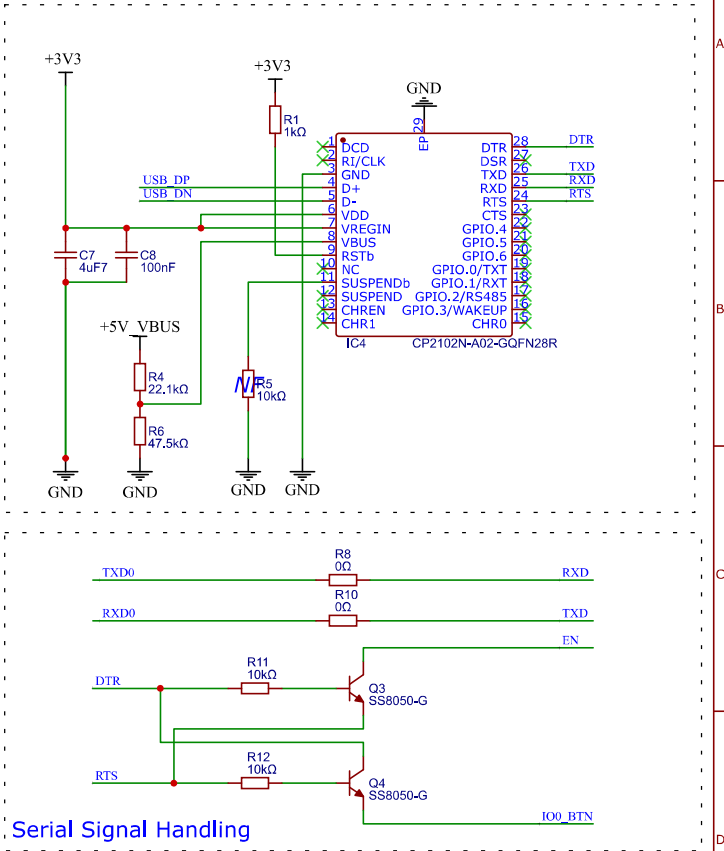 +3V3
+3V3
GND
A
R1
1kΩ
EP 29
1 DCD
2 RI/CLK
3 GND
4 D+
5 D-
6 VDD
7 VREGIN
8 VBUS
9 RSTb
10 NC
11 SUSPENDb
12 SUSPEND
13 CHREN
14 CHR1
DTR 28 DTR
DSR 27
TXD 26 TXD
RXD 25 RXD
RTS 24 RTS
CTS 23
GPIO.4 22
GPIO.5 21
GPIO.6 20
GPIO.0/TXT 19
GPIO.1/RXT 18
GPIO.2/RS485 17
GPIO.3/WAKEUP 16
CHR0 15
IC4
CP2102N-A02-GQFN28R
USB_DP
USB_DN
C7
4uF7
C8
100nF
B
+5V_VBUS
R4
22.1kΩ
NF
R5
10kΩ
R6
47.5kΩ
GND
GND
GND
GND
C
TXD0
R8
0Ω
RXD
RXD0
R10
0Ω
TXD
EN
DTR
R11
10kΩ
Q3
SS8050-G
RTS
R12
10kΩ
Q4
SS8050-G
IO0_BTN
Serial Signal Handling
D